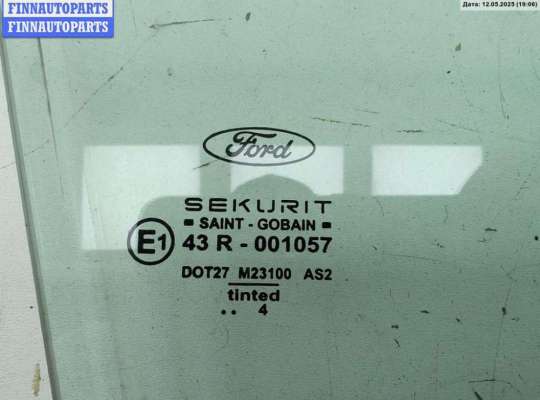 FINNAUTOPARTS
FINNAUTOPARTS
Дата: 12.05.2025 (19:06)
Ford
SEKURIT
SAINT - GOBAIN
E1 43 R - 001057
DOT27 M23100 AS2
tinted
.. 4